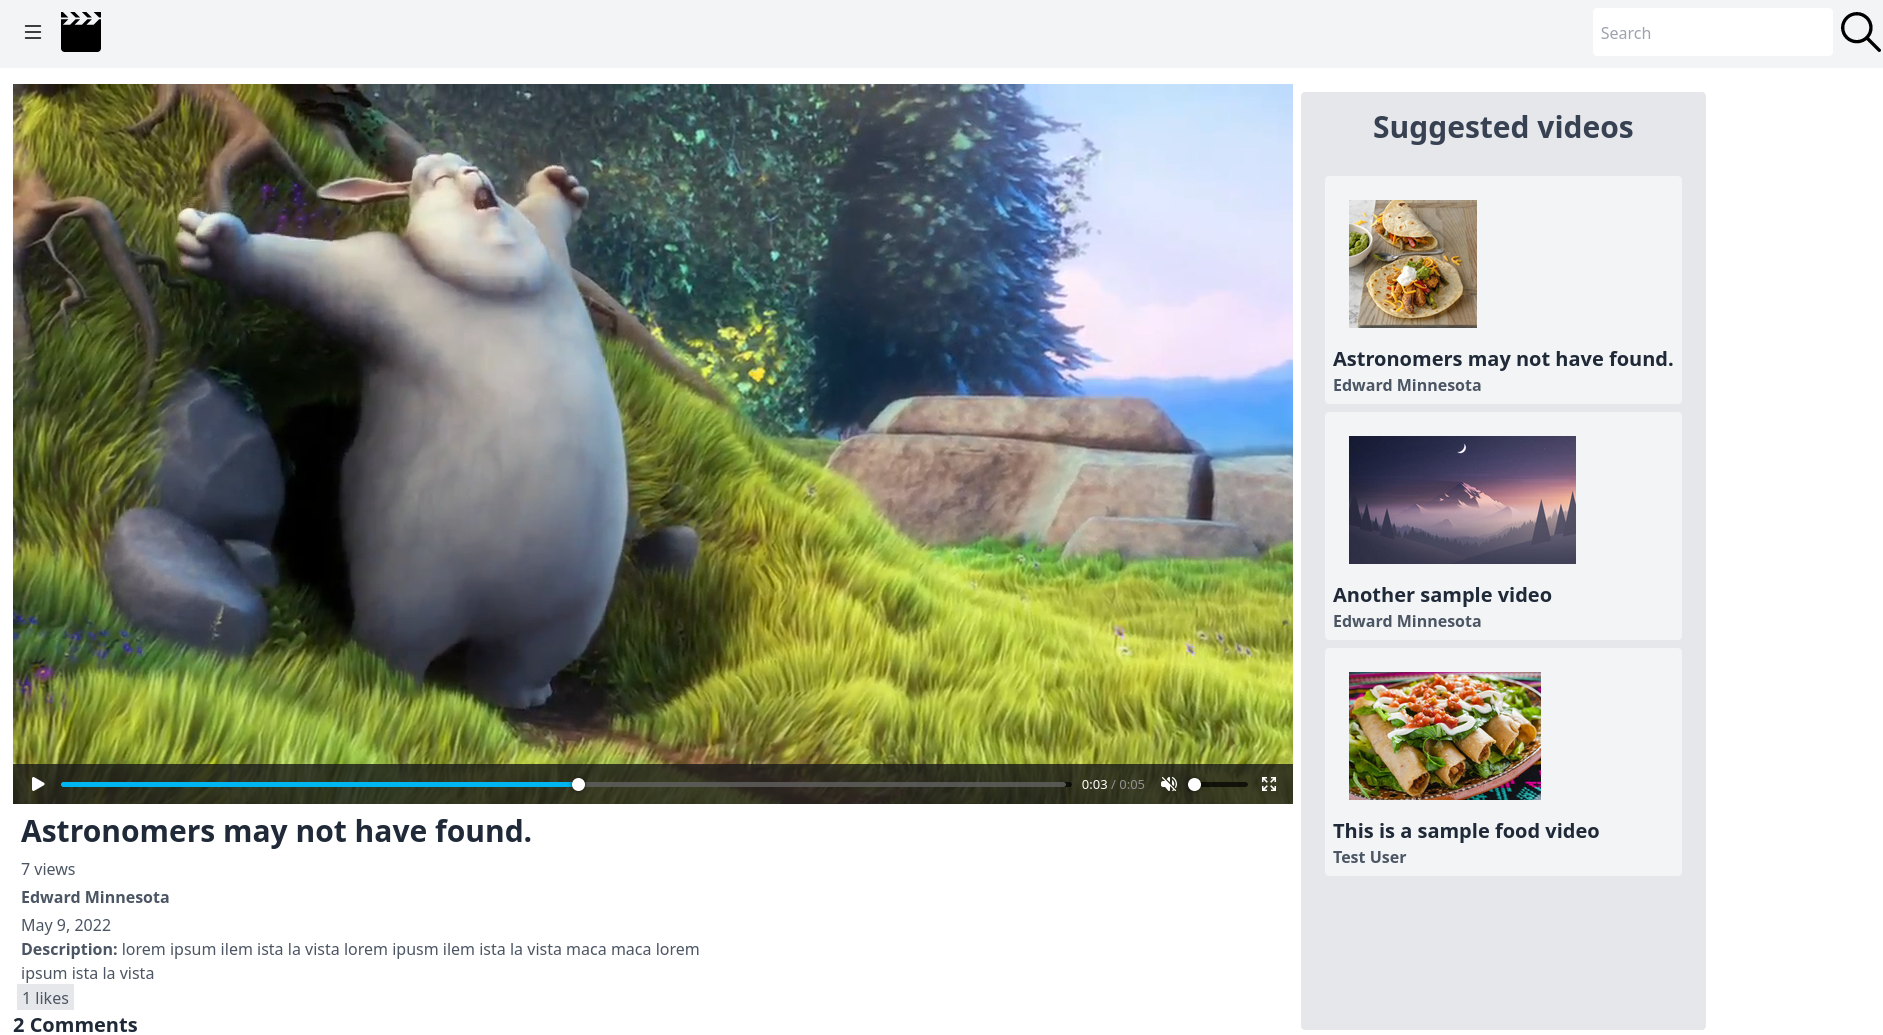 Search
Suggested videos
Astronomers may not have found.
Edward Minnesota
Another sample video
Edward Minnesota
This is a sample food video
Test User
0:03 / 0:05
Astronomers may not have found.
7 views
Edward Minnesota
May 9, 2022
Description: lorem ipsum ilem ista la vista lorem ipusm ilem ista la vista maca maca lorem
ipsum ista la vista
1 likes
2 Comments